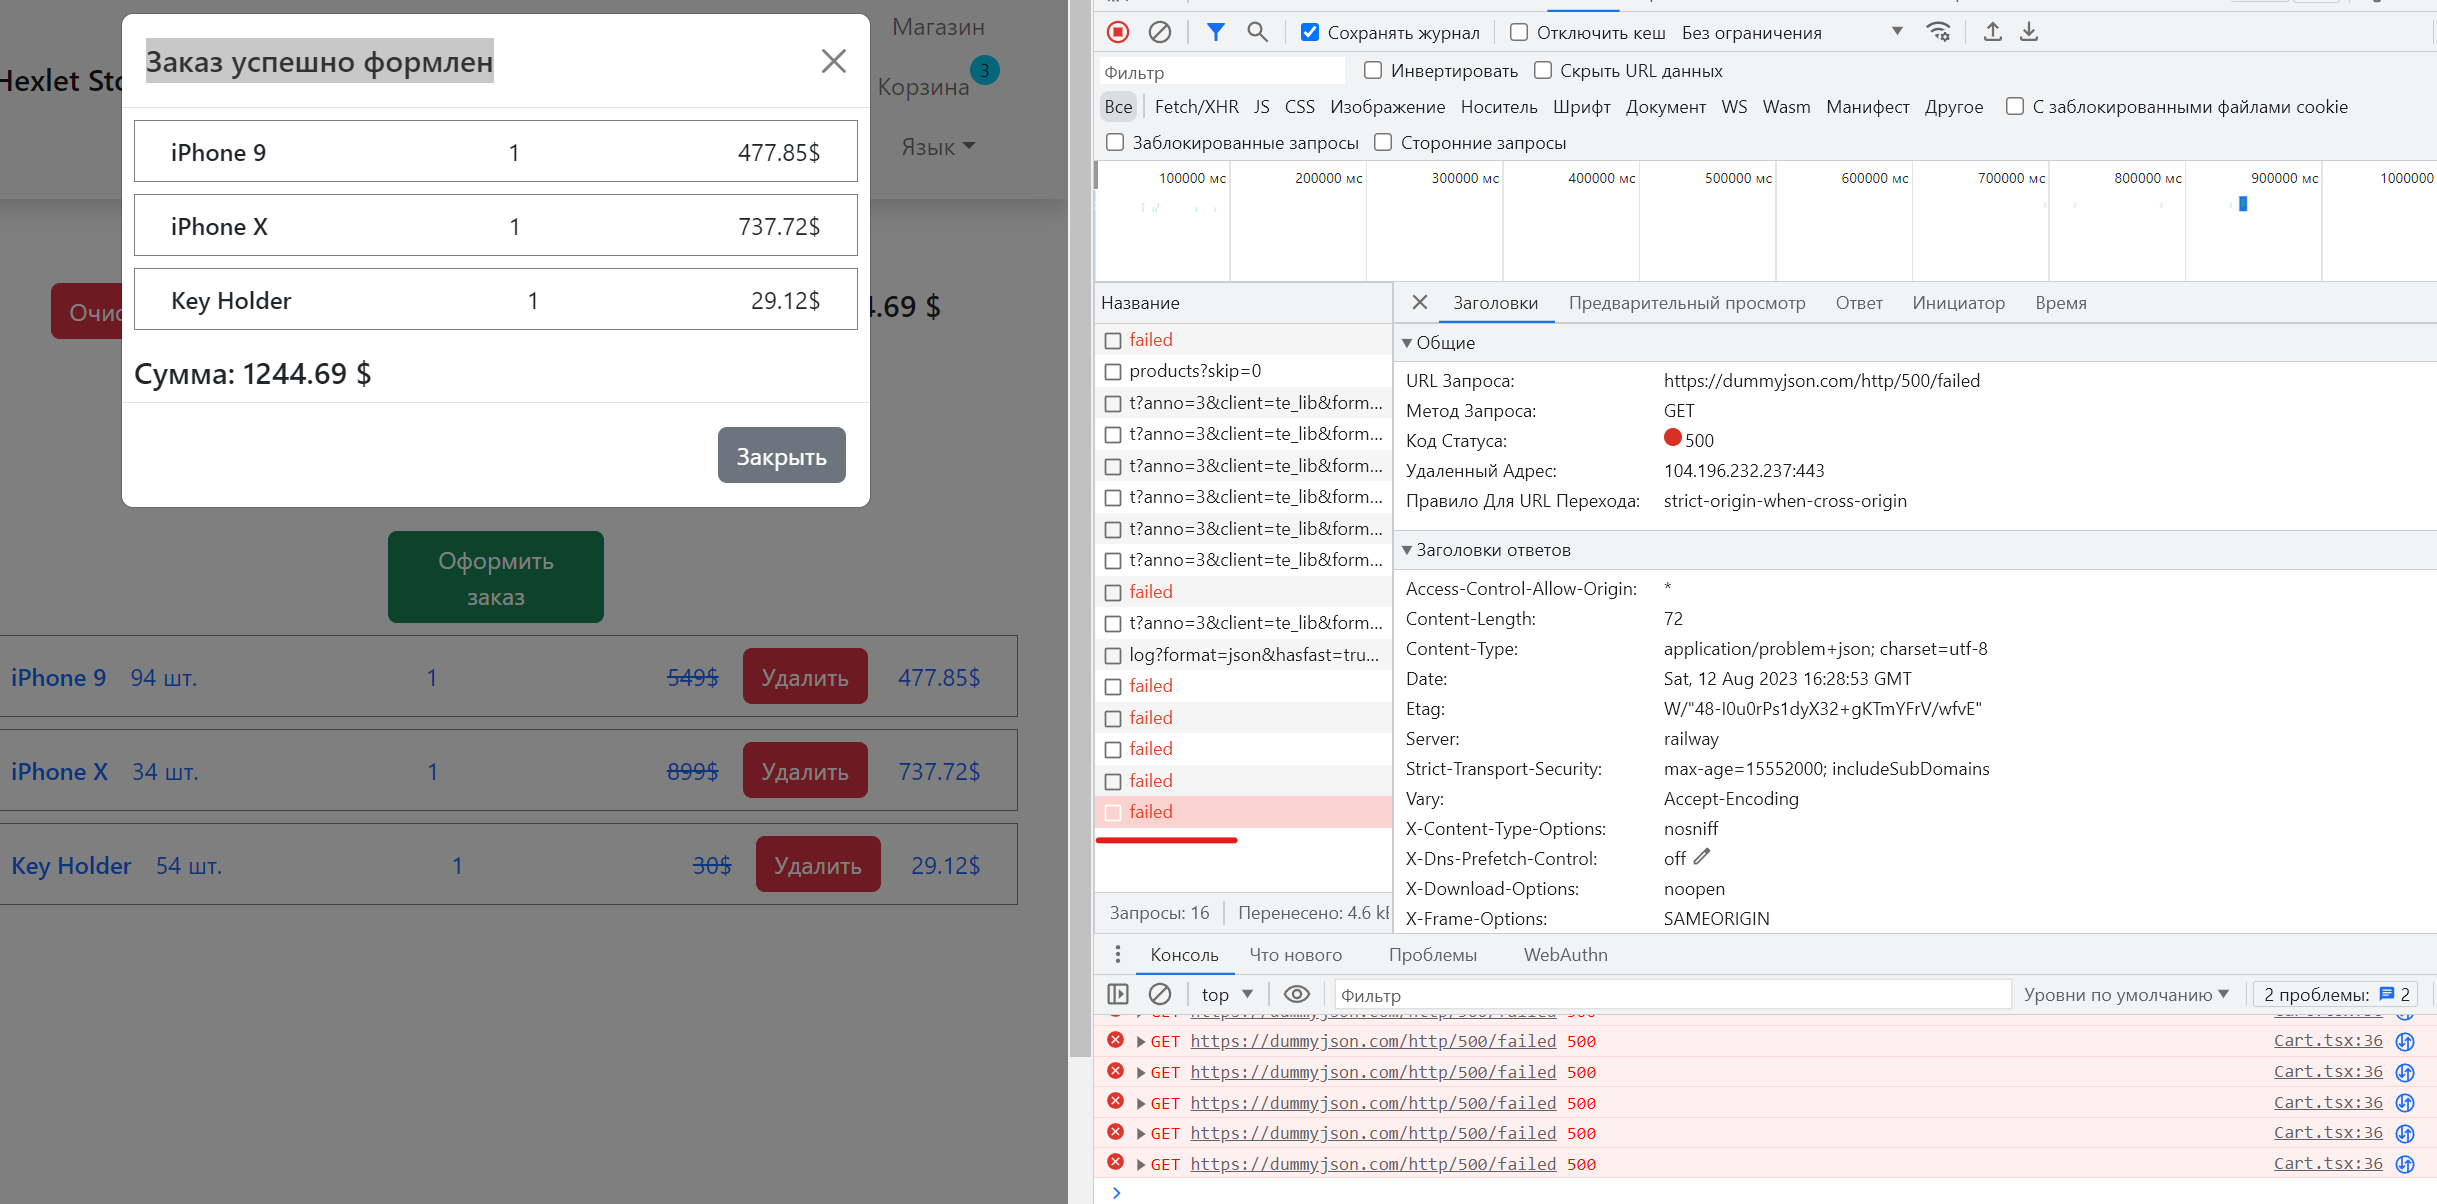 Магазин
Hexlet Sto
Корзина
3
Язык
Заказ успешно формлен
iPhone 9 1 477.85$
iPhone X 1 737.72$
Key Holder 1 29.12$
Сумма: 1244.69 $
Закрыть
Очис
4.69 $
Оформить
заказ
iPhone 9 94 шт. 1 549$ Удалить 477.85$
iPhone X 34 шт. 1 899$ Удалить 737.72$
Key Holder 54 шт. 1 30$ Удалить 29.12$
Сохранять журнал Отключить кеш Без ограничения
Фильтр Инвертировать Скрыть URL данных
Все Fetch/XHR JS CSS Изображение Носитель Шрифт Документ WS Wasm Манифест Другое С заблокированными файлами cookie
Заблокированные запросы Сторонние запросы
100000 мс 200000 мс 300000 мс 400000 мс 500000 мс 600000 мс 700000 мс 800000 мс 900000 мс 1000000
Название
failed
products?skip=0
t?anno=3&client=te_lib&form...
t?anno=3&client=te_lib&form...
t?anno=3&client=te_lib&form...
t?anno=3&client=te_lib&form...
t?anno=3&client=te_lib&form...
t?anno=3&client=te_lib&form...
failed
t?anno=3&client=te_lib&form...
log?format=json&hasfast=tru...
failed
failed
failed
failed
failed
Запросы: 16 Перенесено: 4.6 kB
Заголовки Предварительный просмотр Ответ Инициатор Время
Общие
URL Запроса: https://dummyjson.com/http/500/failed
Метод Запроса: GET
Код Статуса: 500
Удаленный Адрес: 104.196.232.237:443
Правило Для URL Перехода: strict-origin-when-cross-origin
Заголовки ответов
Access-Control-Allow-Origin: *
Content-Length: 72
Content-Type: application/problem+json; charset=utf-8
Date: Sat, 12 Aug 2023 16:28:53 GMT
Etag: W/"48-I0u0rPs1dyX32+gKTmYFrV/wfvE"
Server: railway
Strict-Transport-Security: max-age=15552000; includeSubDomains
Vary: Accept-Encoding
X-Content-Type-Options: nosniff
X-Dns-Prefetch-Control: off
X-Download-Options: noopen
X-Frame-Options: SAMEORIGIN
Консоль Что нового Проблемы WebAuthn
top Фильтр Уровни по умолчанию 2 проблемы: 2
GET https://dummyjson.com/http/500/failed 500 Cart.tsx:36
GET https://dummyjson.com/http/500/failed 500 Cart.tsx:36
GET https://dummyjson.com/http/500/failed 500 Cart.tsx:36
GET https://dummyjson.com/http/500/failed 500 Cart.tsx:36
GET https://dummyjson.com/http/500/failed 500 Cart.tsx:36
GET https://dummyjson.com/http/500/failed 500 Cart.tsx:36